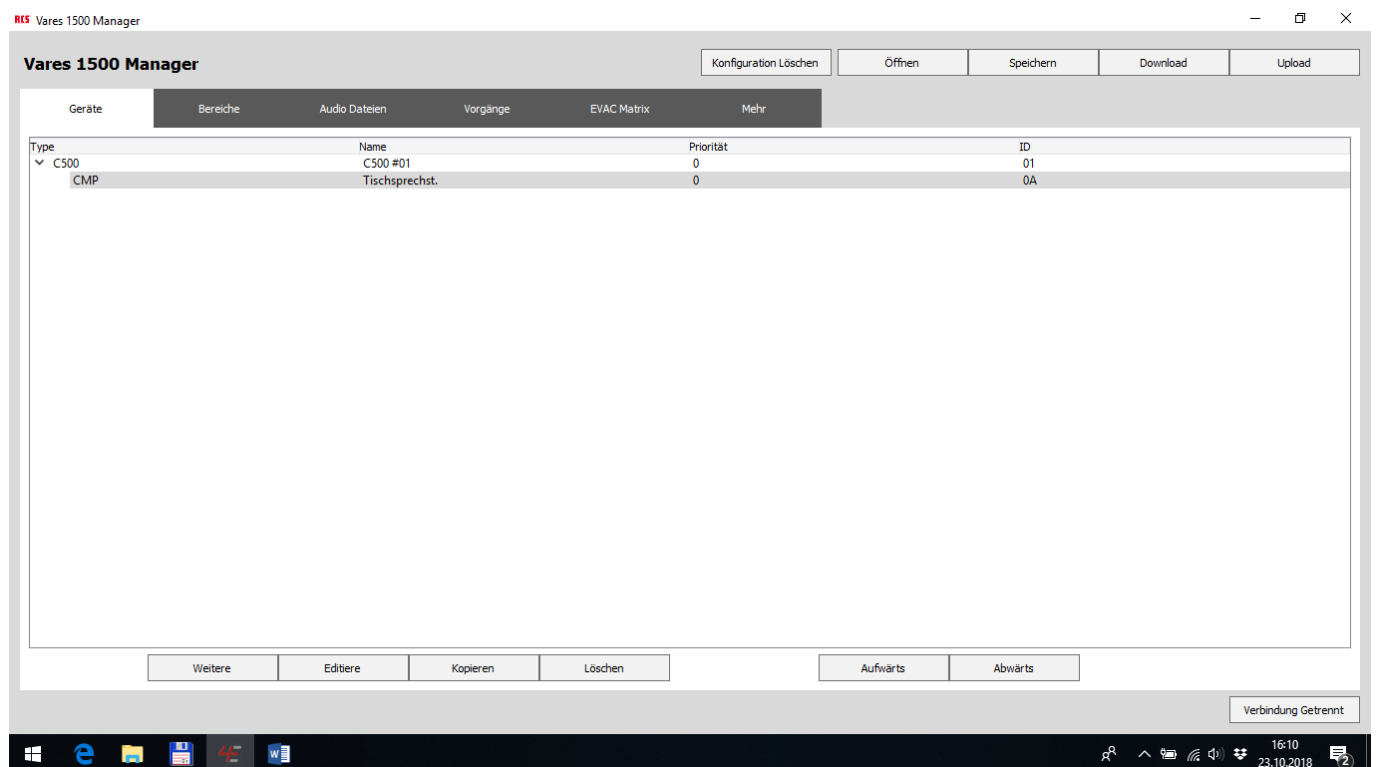 RCS Vares 1500 Manager
Vares 1500 Manager
Konfiguration Löschen Öffnen Speichern Download Upload
Geräte Bereiche Audio Dateien Vorgänge EVAC Matrix Mehr
Type Name Priorität ID
C500 C500 #01 0 01
CMP Tischsprechst. 0 0A
Weitere Editiere Kopieren Löschen Aufwärts Abwärts
Verbindung Getrennt
16:10
23.10.2018
2